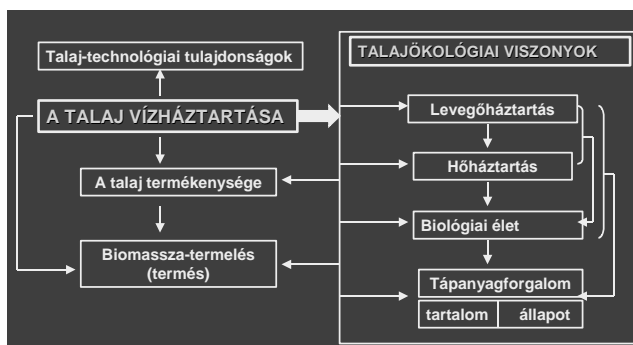 Talaj-technológiai tulajdonságok
A TALAJ VÍZHÁZTARTÁSA
A talaj termékenysége
Biomassza-termelés
(termés)
TALAJÖKOLÓGIAI VISZONYOK
Levegőháztartás
Hőháztartás
Biológiai élet
Tápanyagforgalom
tartalom állapot